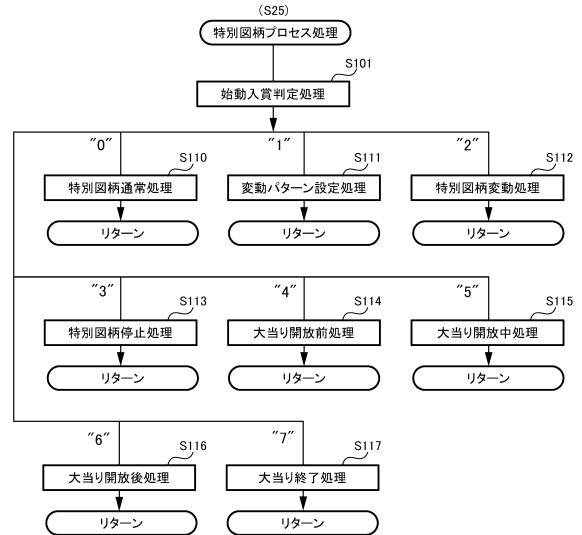 (S25)
特別図柄プロセス処理
S101
始動入賞判定処理
"0" "1" "2"
S110 S111 S112
特別図柄通常処理 変動パターン設定処理 特別図柄変動処理
リターン リターン リターン
"3" "4" "5"
S113 S114 S115
特別図柄停止処理 大当り開放前処理 大当り開放中処理
リターン リターン リターン
"6" "7"
S116 S117
大当り開放後処理 大当り終了処理
リターン リターン